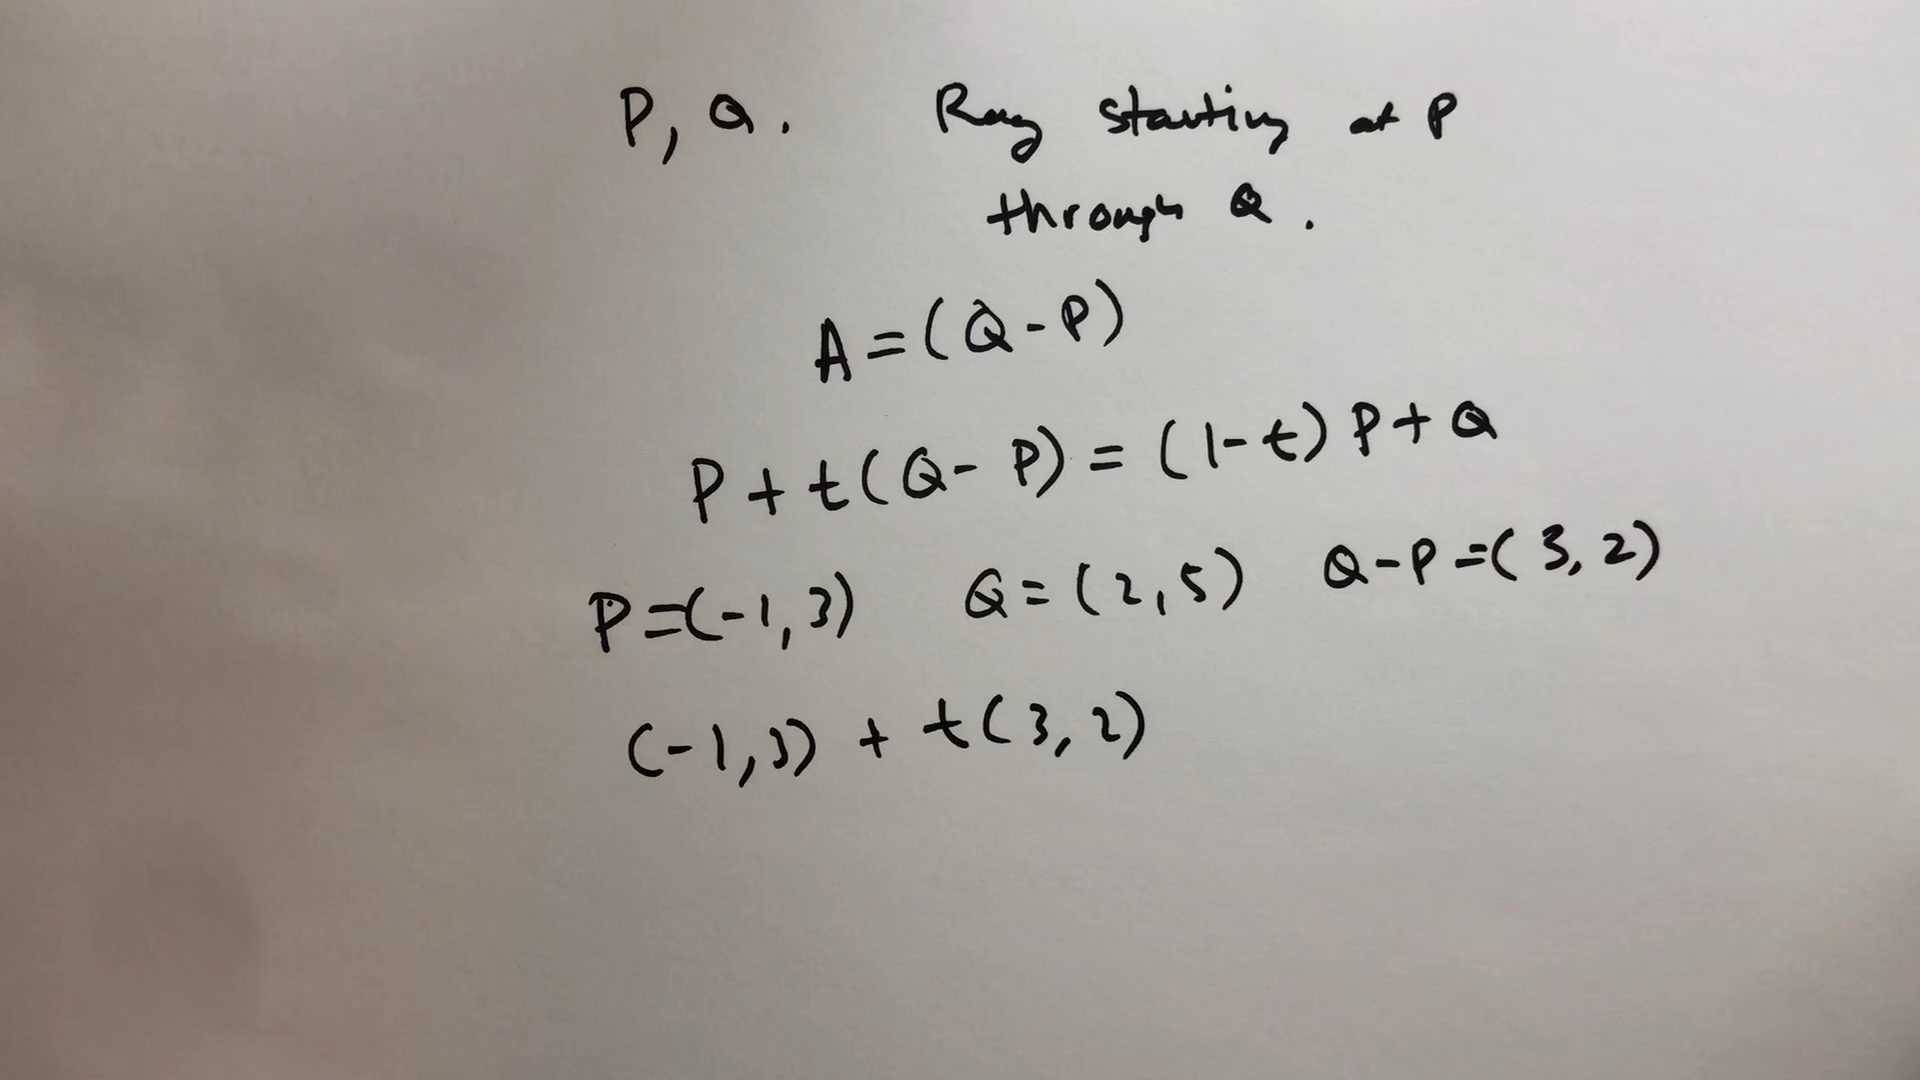 P, Q. Ray starting at P
through Q.
A = (Q - P)
P + t(Q - P) = (1 - t) P + Q
P = (-1, 3) Q = (2, 5) Q - P = (3, 2)
(-1, 3) + t(3, 2)